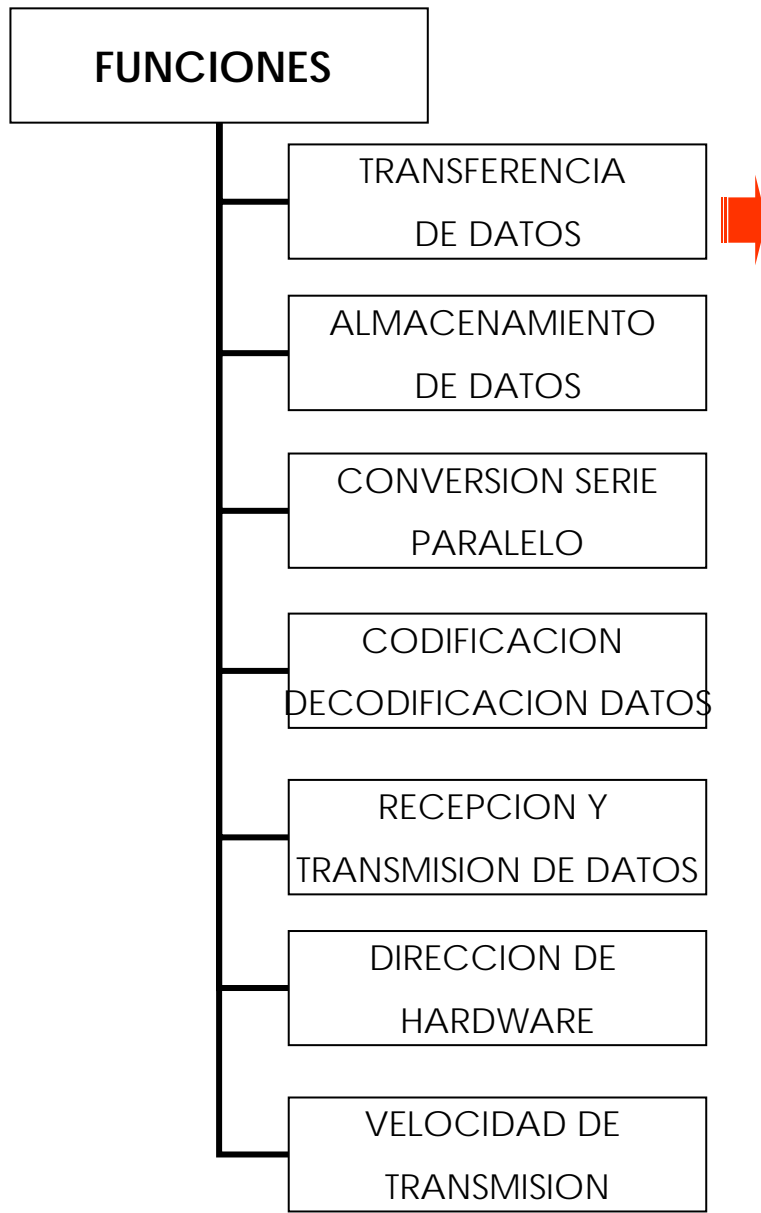 FUNCIONES
TRANSFERENCIA
DE DATOS
ALMACENAMIENTO
DE DATOS
CONVERSION SERIE
PARALELO
CODIFICACION
DECODIFICACION DATOS
RECEPCION Y
TRANSMISION DE DATOS
DIRECCION DE
HARDWARE
VELOCIDAD DE
TRANSMISION